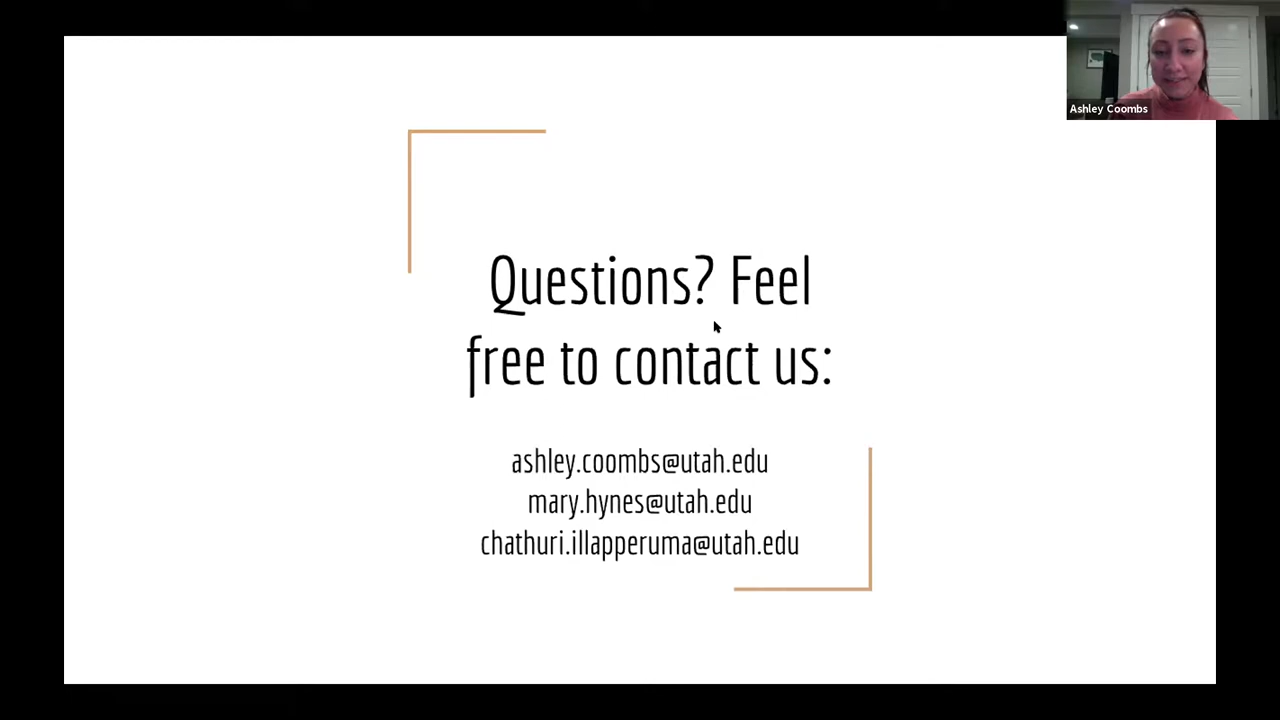 Ashley Coombs
Questions? Feel
free to contact us:
ashley.coombs@utah.edu
mary.hynes@utah.edu
chathuri.illapperuma@utah.edu